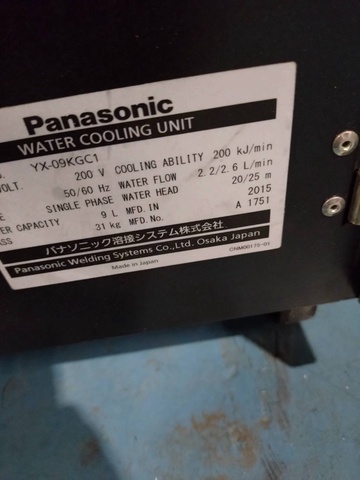 Panasonic
WATER COOLING UNIT
YX-09KGC1
VOLT. 200 V COOLING ABILITY 200 kJ/min
50/60 Hz WATER FLOW 2.2/2.6 L/min
SINGLE PHASE WATER HEAD 20/25 m
CAPACITY 9 L MFD.IN 2015
31 kg MFD.No. A 1751
パナソニック溶接システム株式会社
Panasonic Welding Systems Co.,Ltd. Osaka Japan
Made in Japan